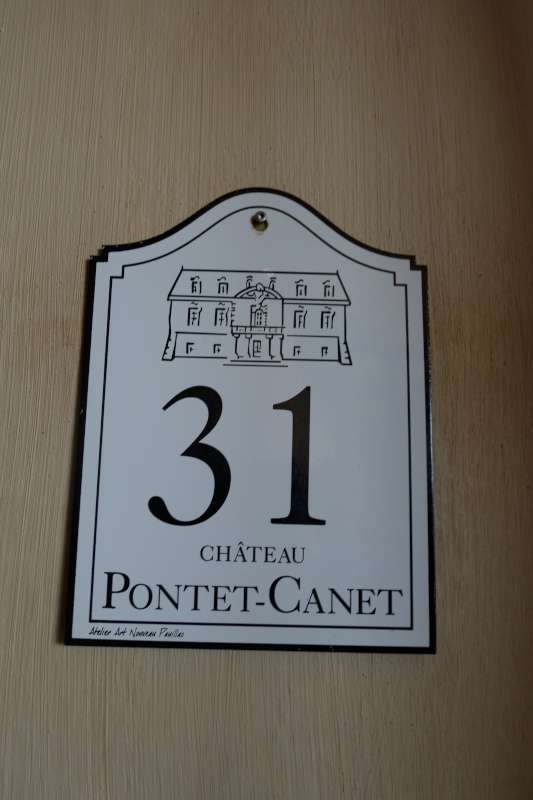 31
CHÂTEAU
PONTET-CANET
Atelier Art Nouveau Pauillac